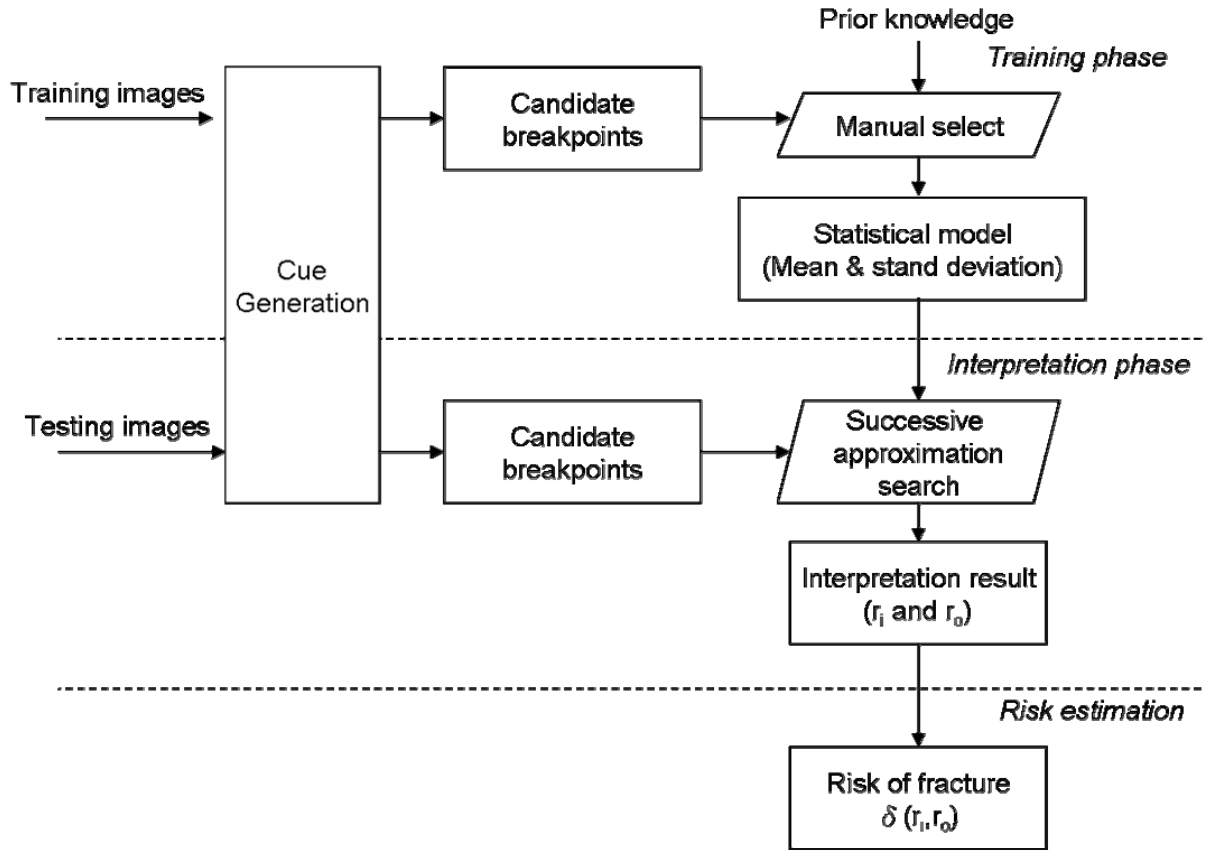 Prior knowledge
Training phase
Training images
Candidate
breakpoints
Manual select
Statistical model
(Mean & stand deviation)
Cue
Generation
Interpretation phase
Testing images
Candidate
breakpoints
Successive
approximation
search
Interpretation result
(rᵢ and rₒ)
Risk estimation
Risk of fracture
δ (rᵢ,rₒ)